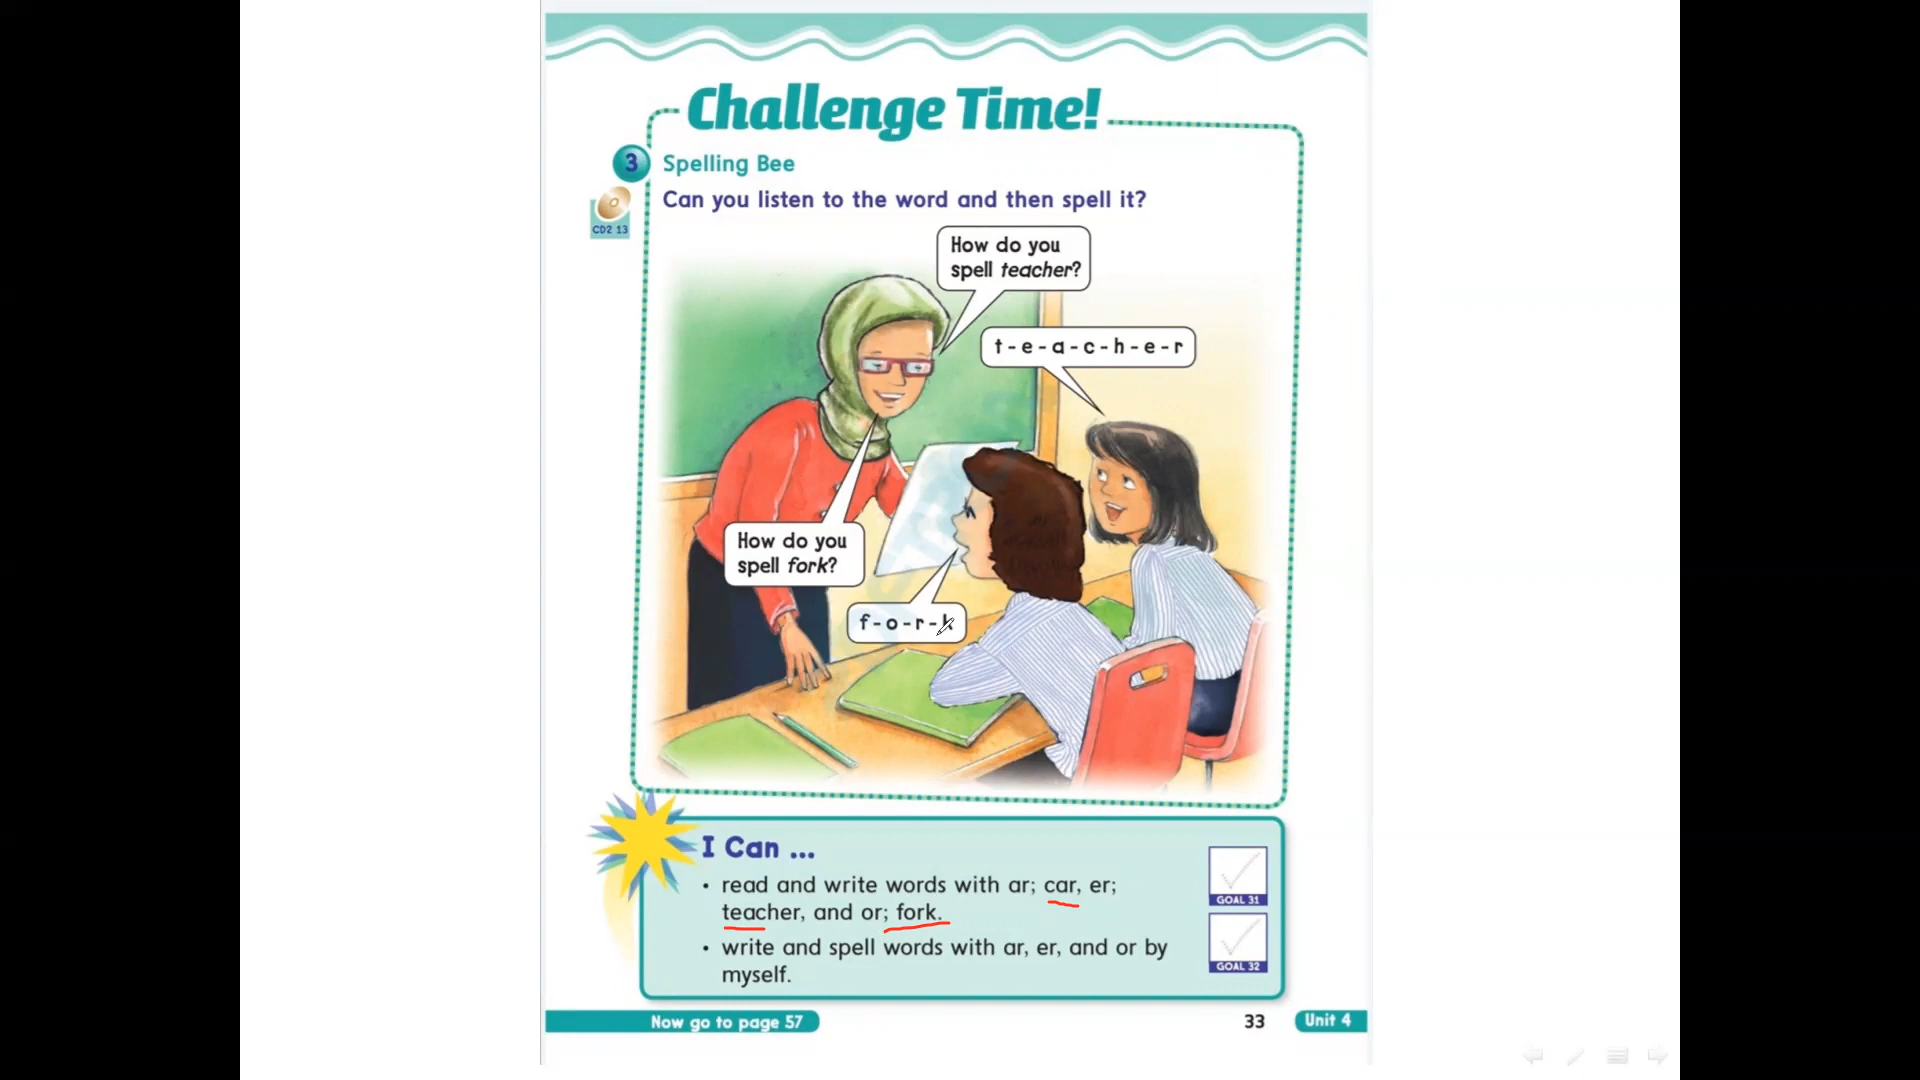 Challenge Time!
3 Spelling Bee
CD2 13
Can you listen to the word and then spell it?
How do you
spell teacher?
t-e-a-c-h-e-r
How do you
spell fork?
f-o-r-k
I Can ...
• read and write words with ar; car, er;
teacher, and or; fork.
GOAL 31
• write and spell words with ar, er, and or by
myself.
GOAL 32
Now go to page 57
33
Unit 4